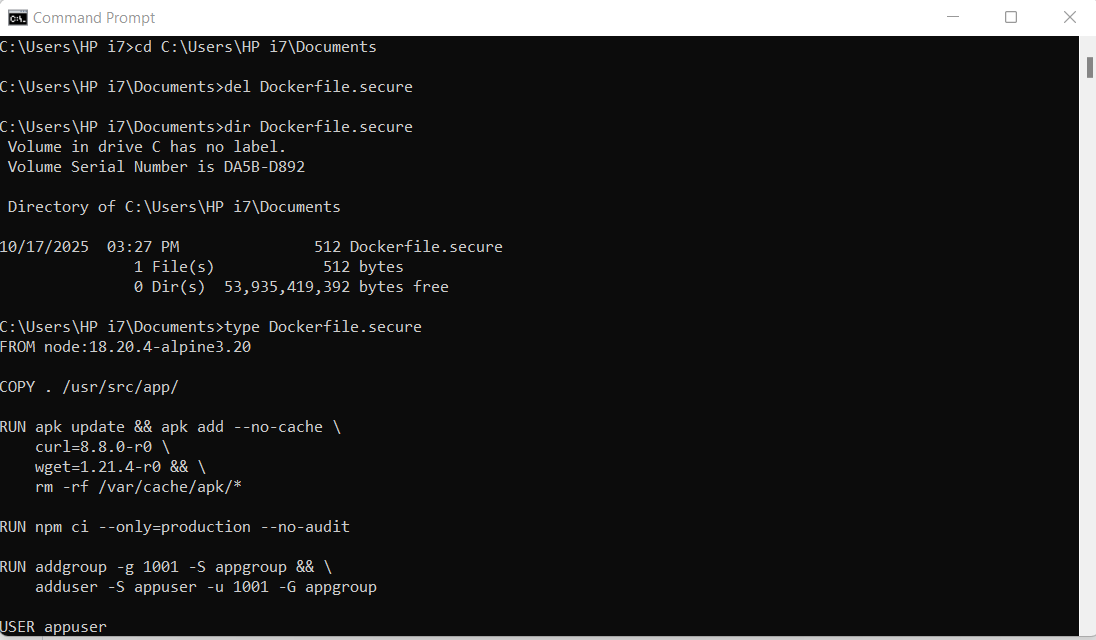 Command Prompt
C:\Users\HP i7>cd C:\Users\HP i7\Documents
C:\Users\HP i7\Documents>del Dockerfile.secure
C:\Users\HP i7\Documents>dir Dockerfile.secure
 Volume in drive C has no label.
 Volume Serial Number is DA5B-D892
 Directory of C:\Users\HP i7\Documents
10/17/2025  03:27 PM               512 Dockerfile.secure
               1 File(s)            512 bytes
               0 Dir(s)  53,935,419,392 bytes free
C:\Users\HP i7\Documents>type Dockerfile.secure
FROM node:18.20.4-alpine3.20
COPY . /usr/src/app/
RUN apk update && apk add --no-cache \
    curl=8.8.0-r0 \
    wget=1.21.4-r0 && \
    rm -rf /var/cache/apk/*
RUN npm ci --only=production --no-audit
RUN addgroup -g 1001 -S appgroup && \
    adduser -S appuser -u 1001 -G appgroup
USER appuser